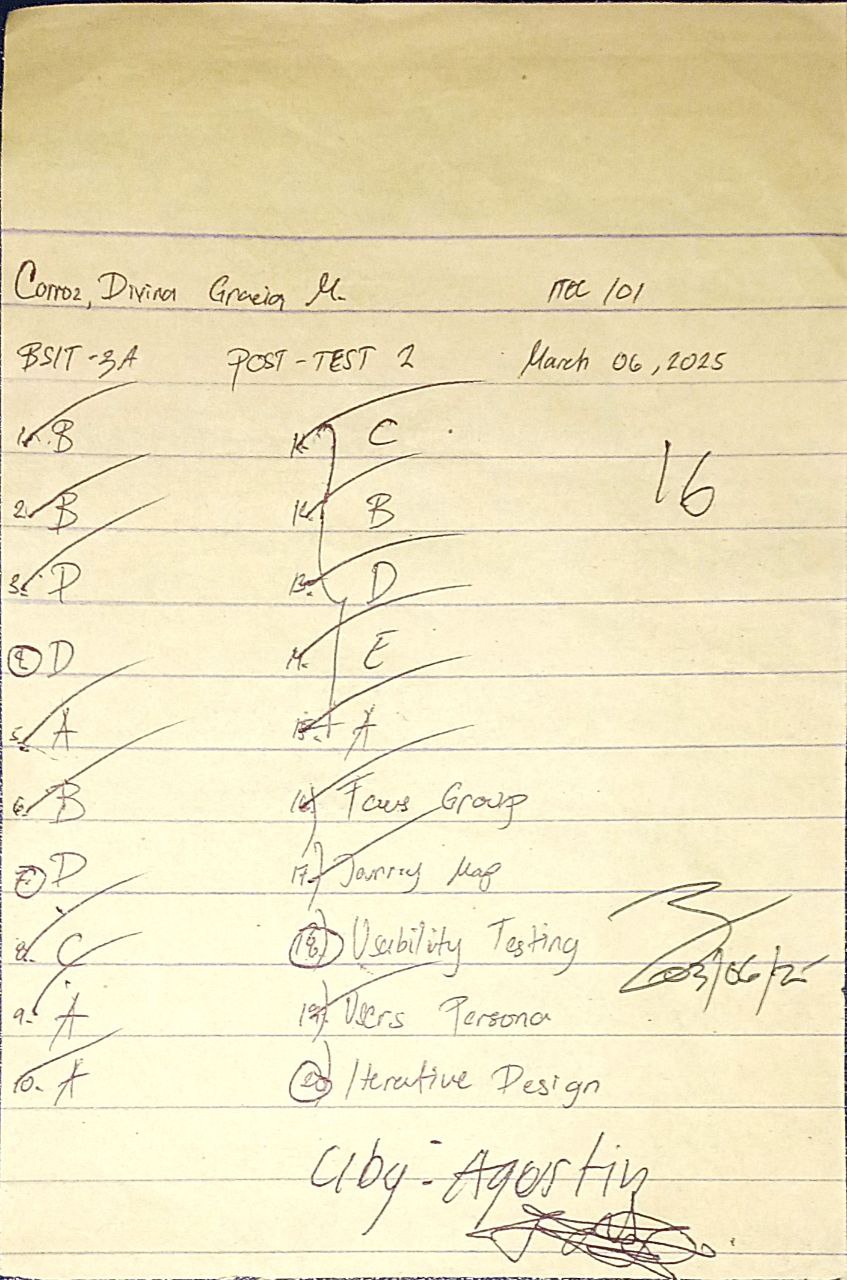 Corroz, Divina Gracia M. ITEC 101
BSIT-3A POST-TEST 2 March 06, 2025
1. B
2. B
3. D
4. D
5. A
6. B
7. D
8. C
9. A
10. A
11. C
12. B
13. D
14. E
15. A
16. Focus Group
17. Journey Map
18. Usability Testing
19. Users Persona
20. Iterative Design
16
03/06/25
Cby: Agostin